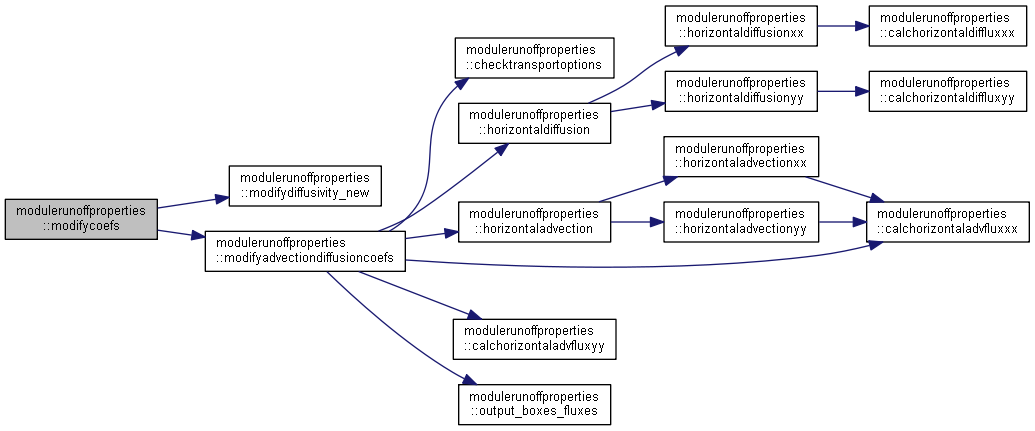 modulerunoffproperties
::modifycoefs
modulerunoffproperties
::modifydiffusivity_new
modulerunoffproperties
::modifyadvectiondiffusioncoefs
modulerunoffproperties
::checktransportoptions
modulerunoffproperties
::horizontaldiffusion
modulerunoffproperties
::horizontaladvection
modulerunoffproperties
::calchorizontaladvfluxyy
modulerunoffproperties
::output_boxes_fluxes
modulerunoffproperties
::horizontaldiffusionxx
modulerunoffproperties
::horizontaldiffusionyy
modulerunoffproperties
::horizontaladvectionxx
modulerunoffproperties
::horizontaladvectionyy
modulerunoffproperties
::calchorizontaldiffluxxx
modulerunoffproperties
::calchorizontaldiffluxyy
modulerunoffproperties
::calchorizontaladvfluxxx